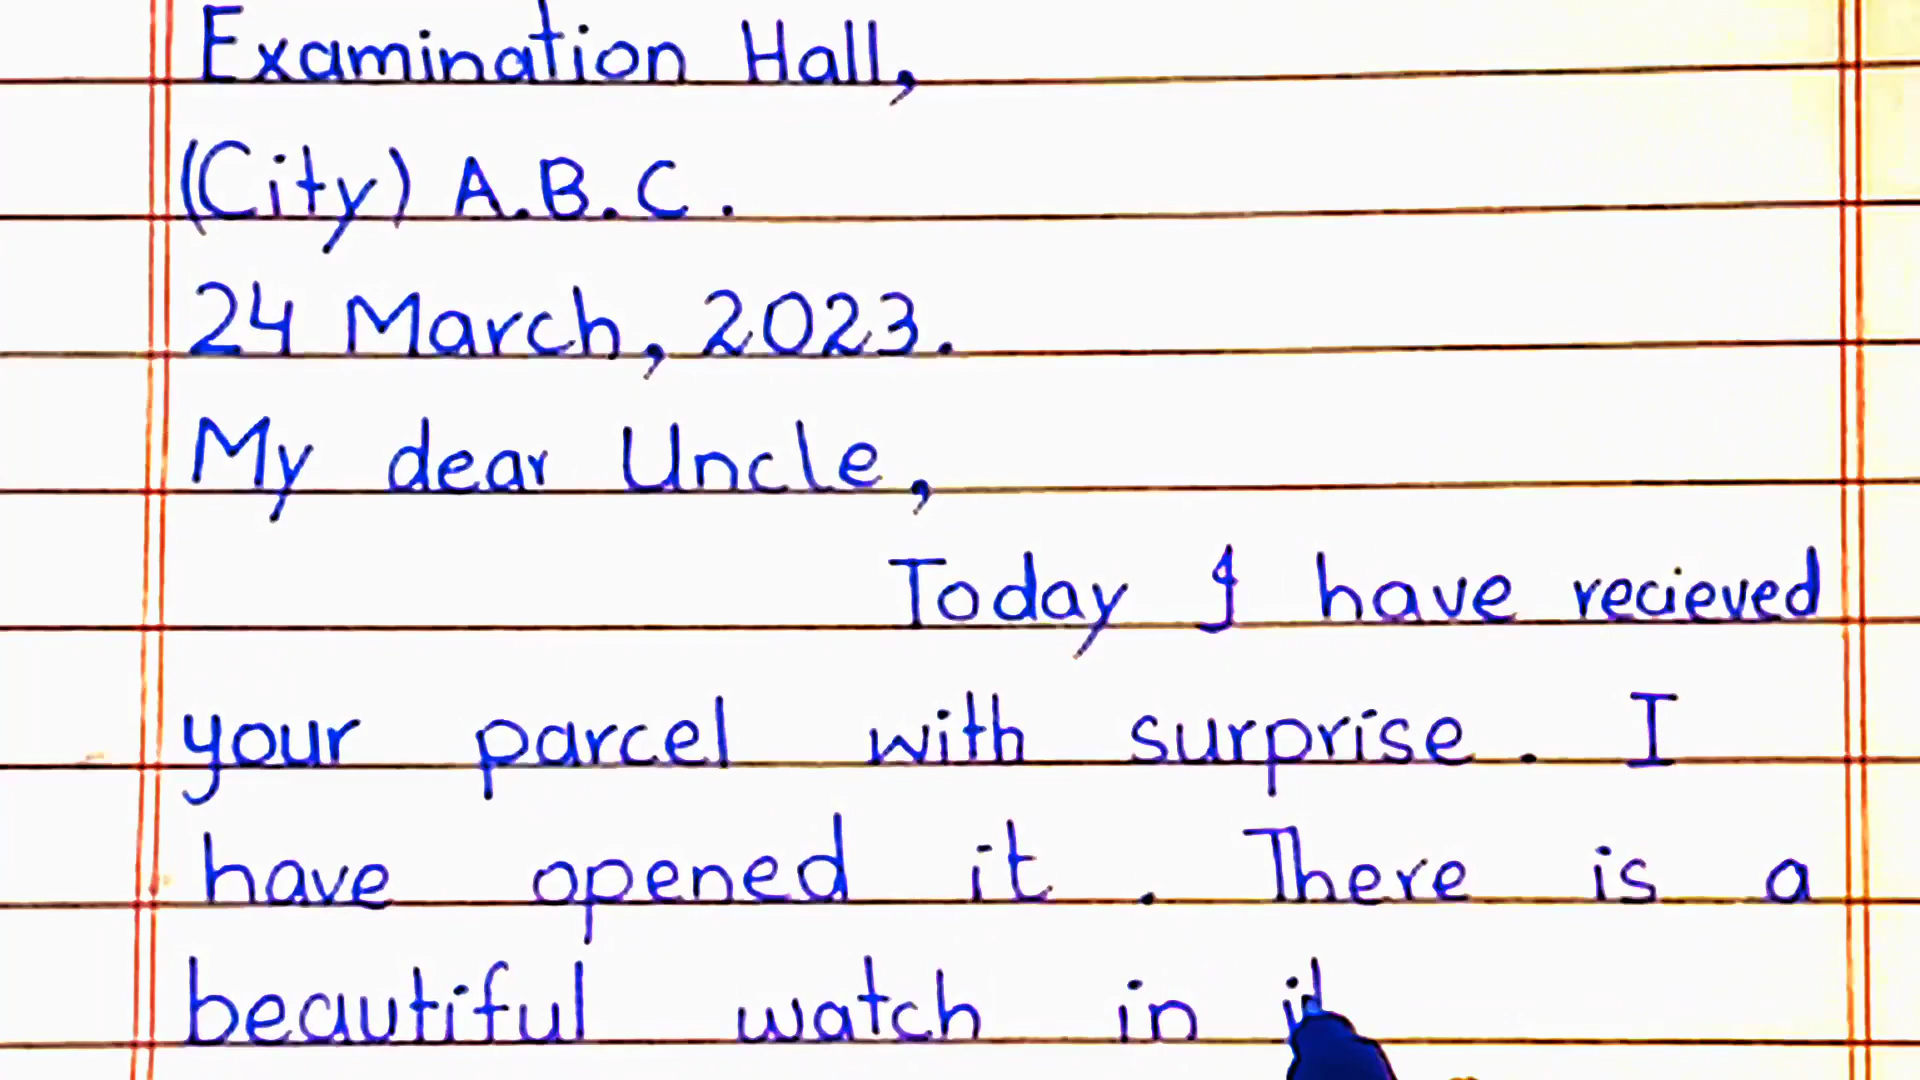 Examination Hall,
(City) A.B.C.
24 March, 2023.
My dear Uncle,
Today I have recieved
your parcel with surprise. I
have opened it. There is a
beautiful watch in it